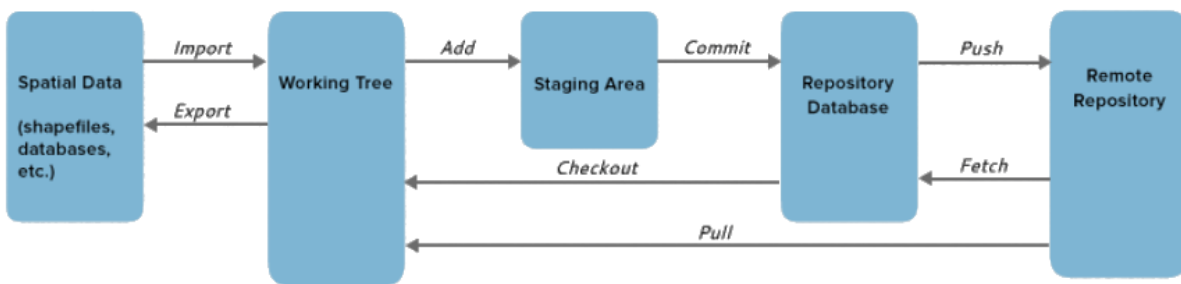 Import
Add
Commit
Push
Spatial Data
(shapefiles,
databases,
etc.)
Working Tree
Staging Area
Repository
Database
Remote
Repository
Export
Checkout
Fetch
Pull